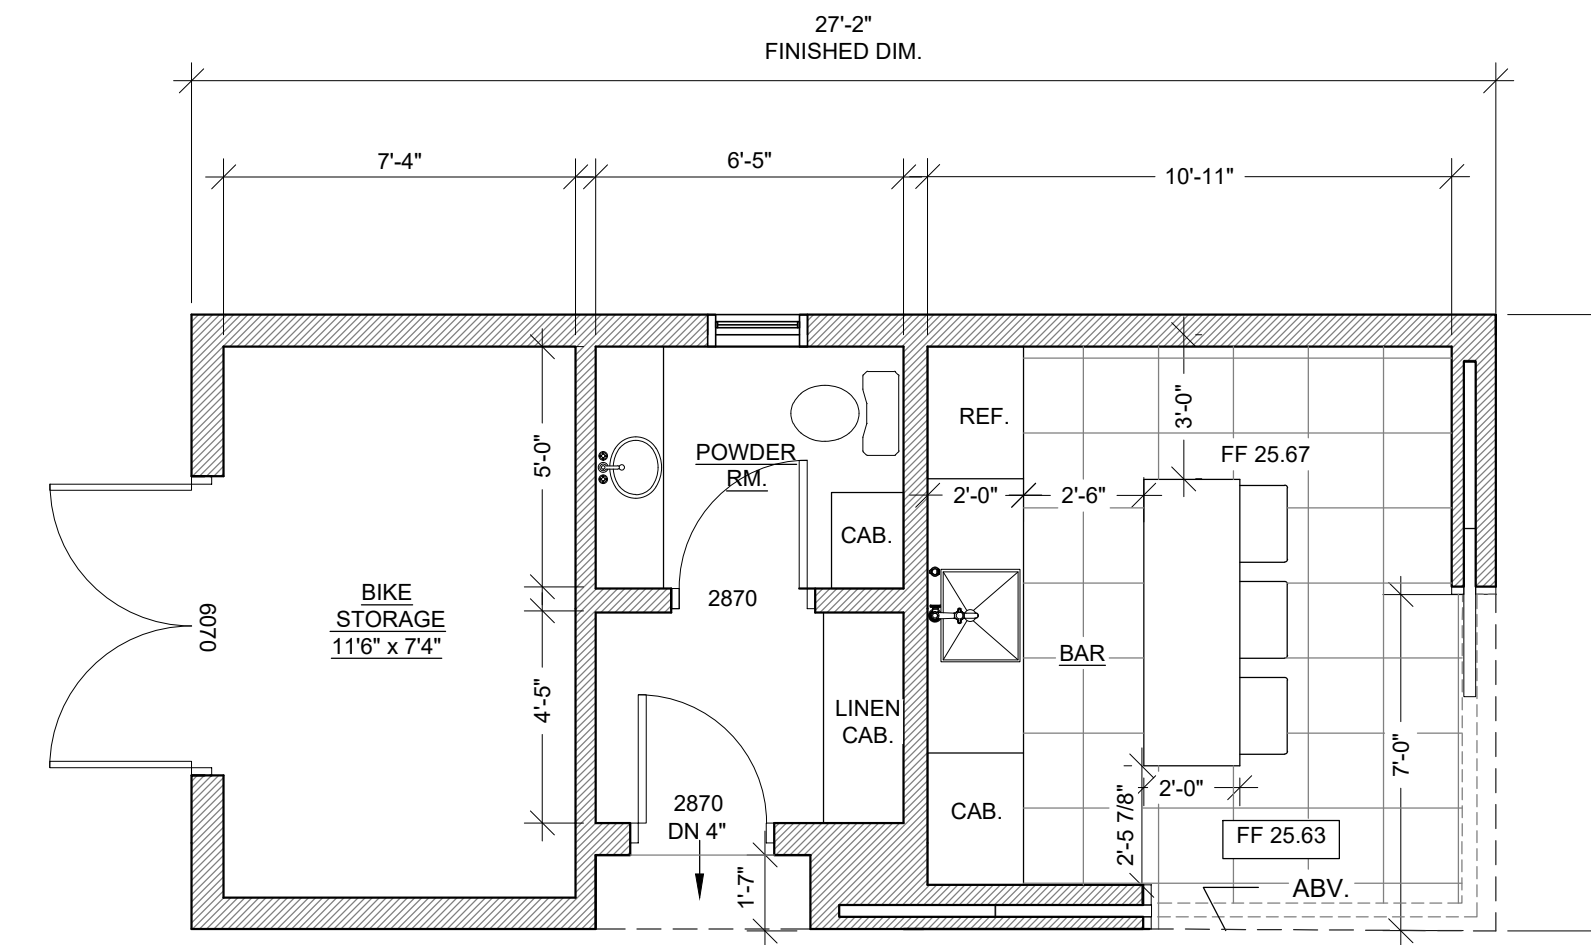 27'-2"
FINISHED DIM.
7'-4"
6'-5"
10'-11"
REF.
3'-0"
5'-0"
POWDER
RM.
FF 25.67
2'-0"
2'-6"
CAB.
BIKE
STORAGE
11'6" x 7'4"
6070
2870
BAR
4'-5"
LINEN
CAB.
7'-0"
2870
DN 4"
CAB.
2'-0"
2'-5 7/8"
FF 25.63
1'-7"
ABV.